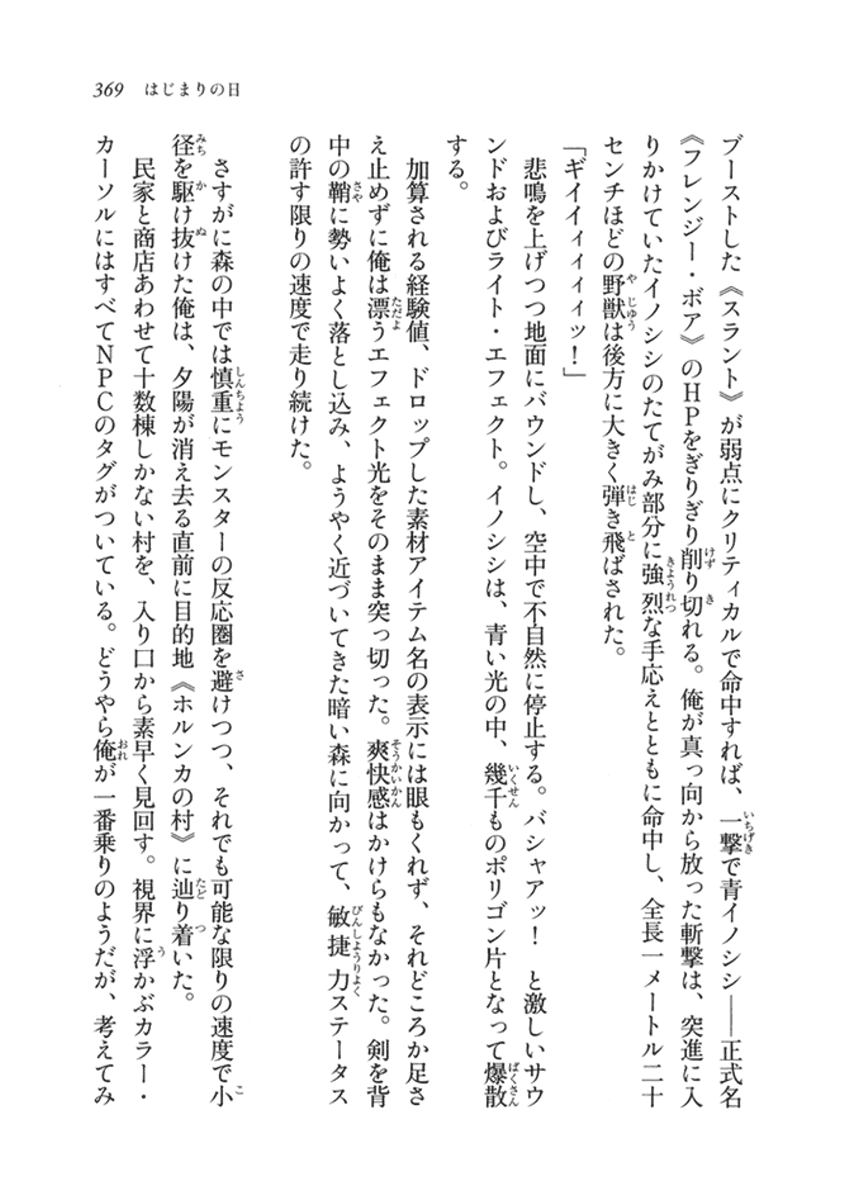 369　はじまりの日
ブーストした《スラント》が弱点にクリティカルで命中すれば、一撃で青イノシシ――正式名
《フレンジー・ボア》のHPをぎりぎり削り切れる。俺が真っ向から放った斬撃は、突進に入
りかけていたイノシシのたてがみ部分に強烈な手応えとともに命中し、全長一メートル二十
センチほどの野獣は後方に大きく弾き飛ばされた。
「ギイイィィィィッ！」
　悲鳴を上げつつ地面にバウンドし、空中で不自然に停止する。バシャアッ！　と激しいサウ
ンドおよびライト・エフェクト。イノシシは、青い光の中、幾千ものポリゴン片となって爆散
する。
　加算される経験値、ドロップした素材アイテム名の表示には眼もくれず、それどころか足さ
え止めずに俺は漂うエフェクト光をそのまま突っ切った。爽快感はかけらもなかった。剣を背
中の鞘に勢いよく落とし込み、ようやく近づいてきた暗い森に向かって、敏捷力ステータス
の許す限りの速度で走り続けた。
　さすがに森の中では慎重にモンスターの反応圏を避けつつ、それでも可能な限りの速度で小
径を駆け抜けた俺は、夕陽が消え去る直前に目的地《ホルンカの村》に辿り着いた。
　民家と商店あわせて十数棟しかない村を、入り口から素早く見回す。視界に浮かぶカラー・
カーソルにはすべてNPCのタグがついている。どうやら俺が一番乗りのようだが、考えてみ